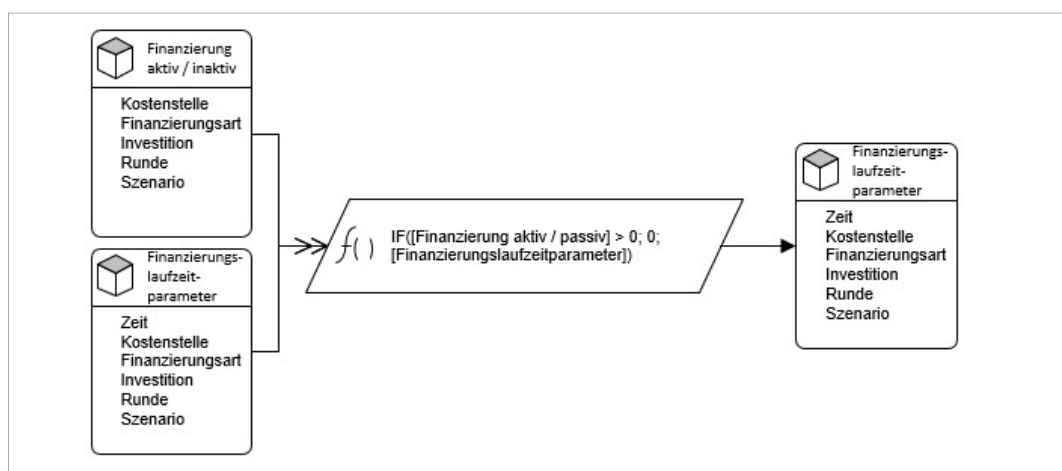 Finanzierung
aktiv / inaktiv
Kostenstelle
Finanzierungsart
Investition
Runde
Szenario
Finanzierungs-
laufzeit-
parameter
Zeit
Kostenstelle
Finanzierungsart
Investition
Runde
Szenario
f() IF([Finanzierung aktiv / passiv] > 0; 0;
[Finanzierungslaufzeitparameter])
Finanzierungs-
laufzeit-
parameter
Zeit
Kostenstelle
Finanzierungsart
Investition
Runde
Szenario